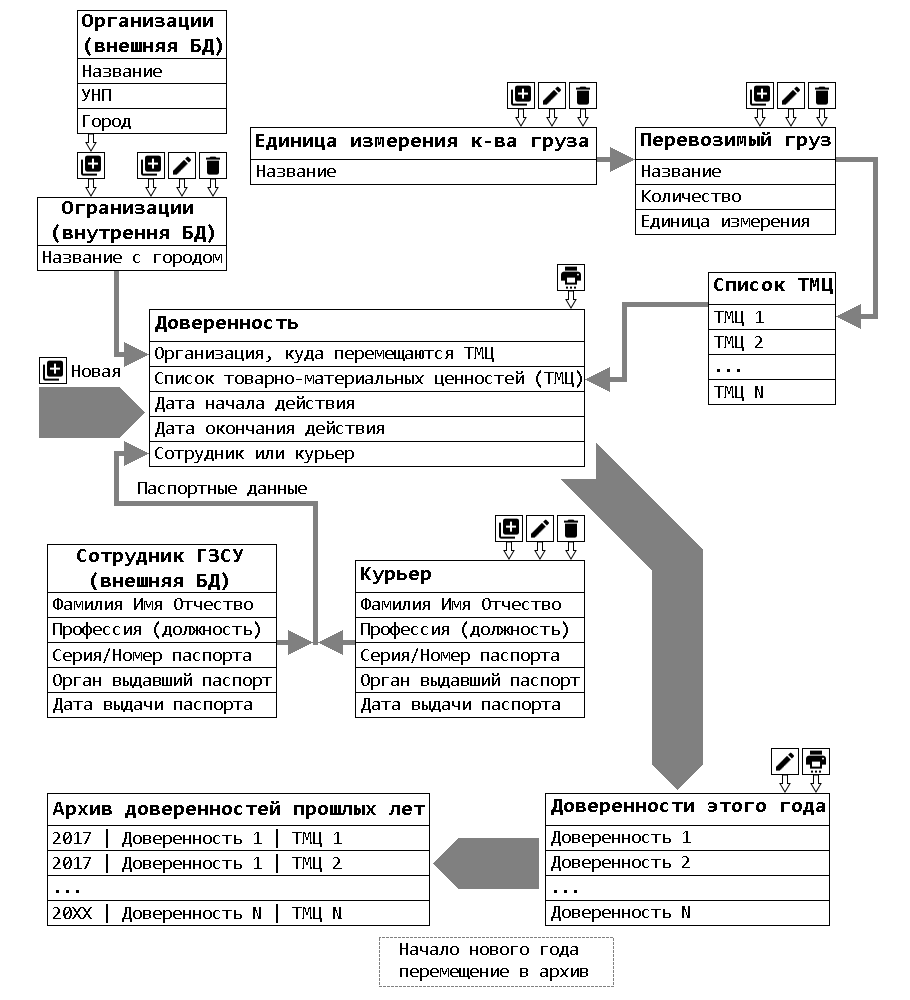 Организации
(внешняя БД)
Название
УНП
Город
Огранизации
(внутрення БД)
Название с городом
Единица измерения к-ва груза
Название
Перевозимый груз
Название
Количество
Единица измерения
Список ТМЦ
ТМЦ 1
ТМЦ 2
...
ТМЦ N
Доверенность
Организация, куда перемещаются ТМЦ
Список товарно-материальных ценностей (ТМЦ)
Дата начала действия
Дата окончания действия
Сотрудник или курьер
Новая
Паспортные данные
Сотрудник ГЗСУ
(внешняя БД)
Фамилия Имя Отчество
Профессия (должность)
Серия/Номер паспорта
Орган выдавший паспорт
Дата выдачи паспорта
Курьер
Фамилия Имя Отчество
Профессия (должность)
Серия/Номер паспорта
Орган выдавший паспорт
Дата выдачи паспорта
Архив доверенностей прошлых лет
2017 | Доверенность 1 | ТМЦ 1
2017 | Доверенность 1 | ТМЦ 2
...
20XX | Доверенность N | ТМЦ N
Доверенности этого года
Доверенность 1
Доверенность 2
...
Доверенность N
Начало нового года
перемещение в архив